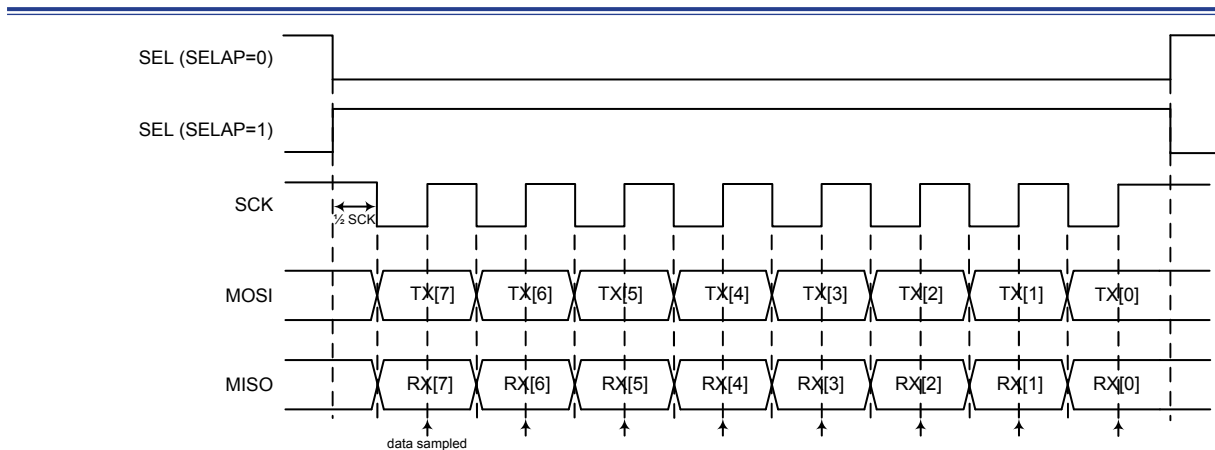 SEL (SELAP=0)
SEL (SELAP=1)
SCK
½ SCK
MOSI
TX[7] TX[6] TX[5] TX[4] TX[3] TX[2] TX[1] TX[0]
MISO
RX[7] RX[6] RX[5] RX[4] RX[3] RX[2] RX[1] RX[0]
data sampled